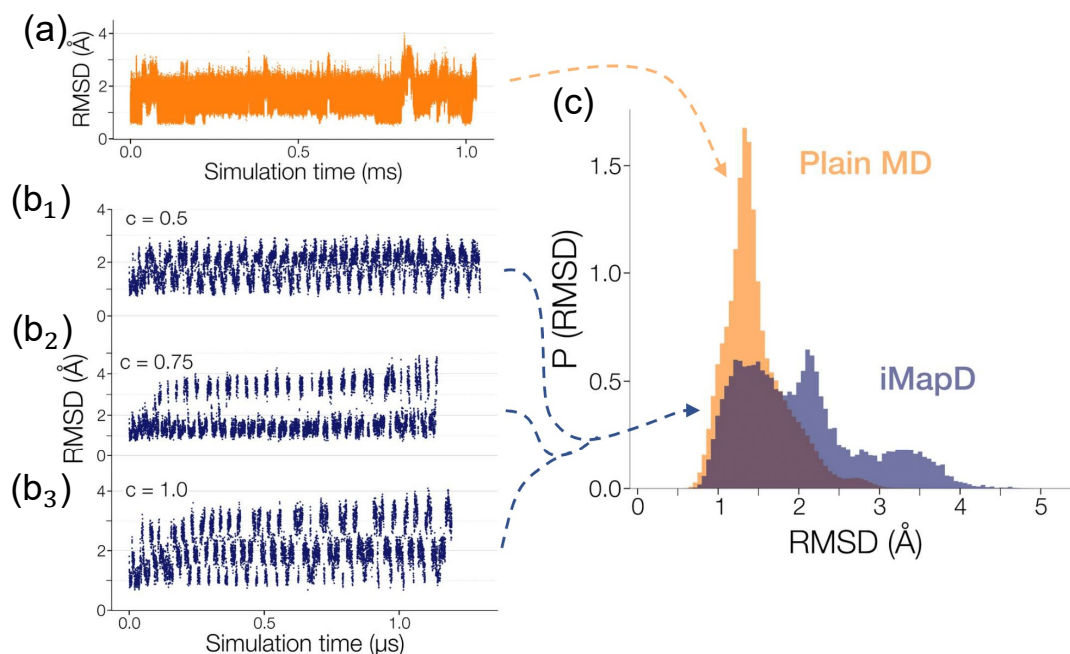 (a)
RMSD (Å)
4
2
0
0.0 0.5 1.0
Simulation time (ms)
(b₁)
c = 0.5
4
2
0
(b₂)
c = 0.75
RMSD (Å)
4
2
0
(b₃)
c = 1.0
4
2
0
0.0 0.5 1.0
Simulation time (µs)
(c)
Plain MD
iMapD
P (RMSD)
1.5
1.0
0.5
0.0
0 1 2 3 4 5
RMSD (Å)